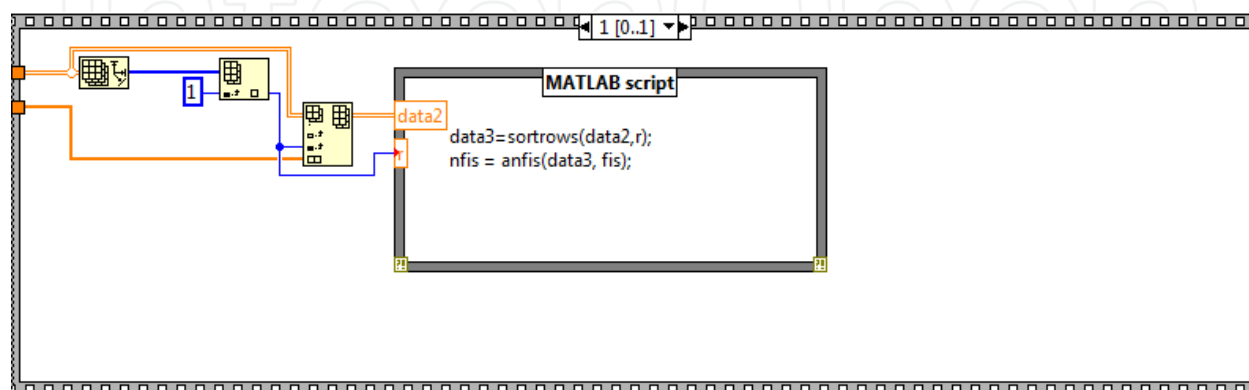 1 [0..1]
1
MATLAB script
data2
r
data3=sortrows(data2,r);
nfis = anfis(data3, fis);